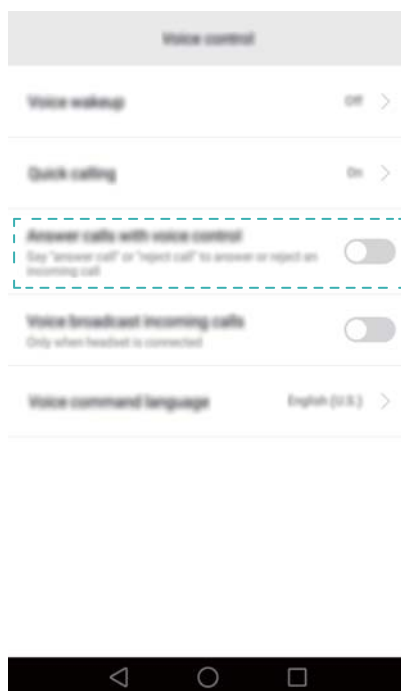 Voice control
Voice wakeup Off
Quick calling On
Answer calls with voice control
Say "answer call" or "reject call" to answer or reject an
incoming call
Voice broadcast incoming calls
Only when headset is connected
Voice command language English (U.S.)